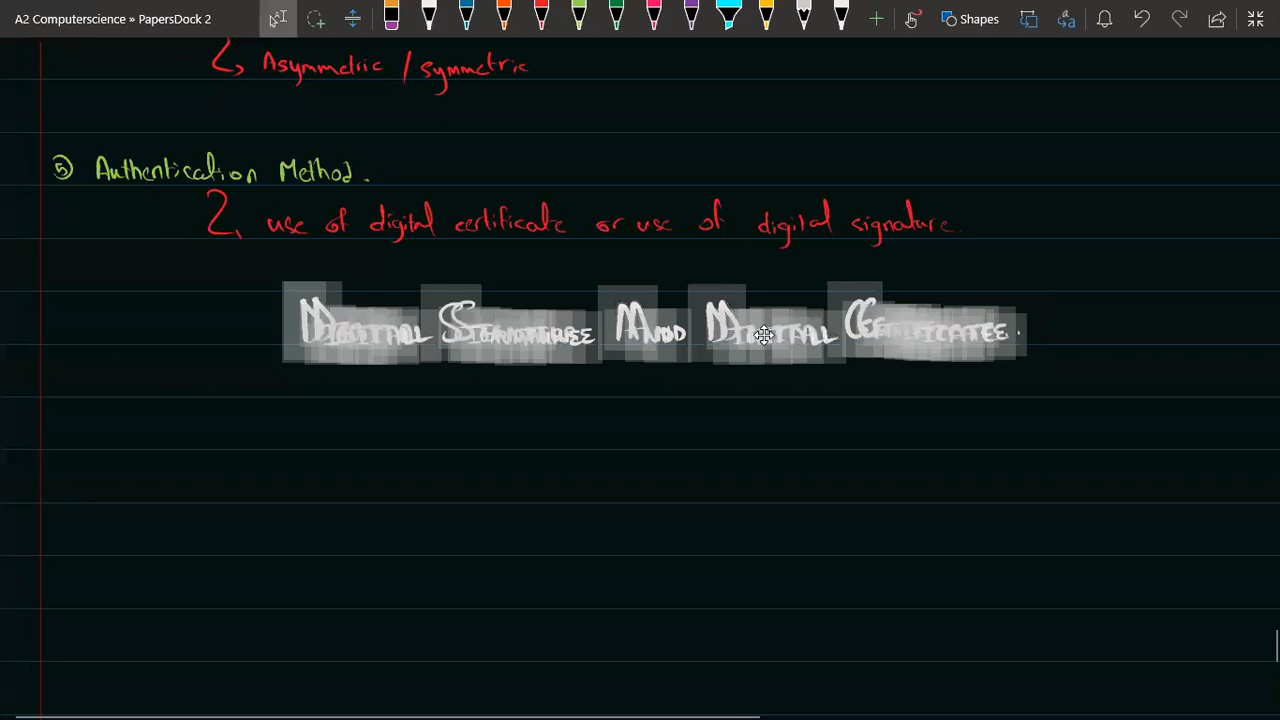 A2 Computerscience » PapersDock 2
Shapes
Asymmetric / symmetric
⑤ Authentication Method.
use of digital certificate or use of digital signature.
DIGITAL SIGNATURE AND DIGITAL CERTIFICATE.